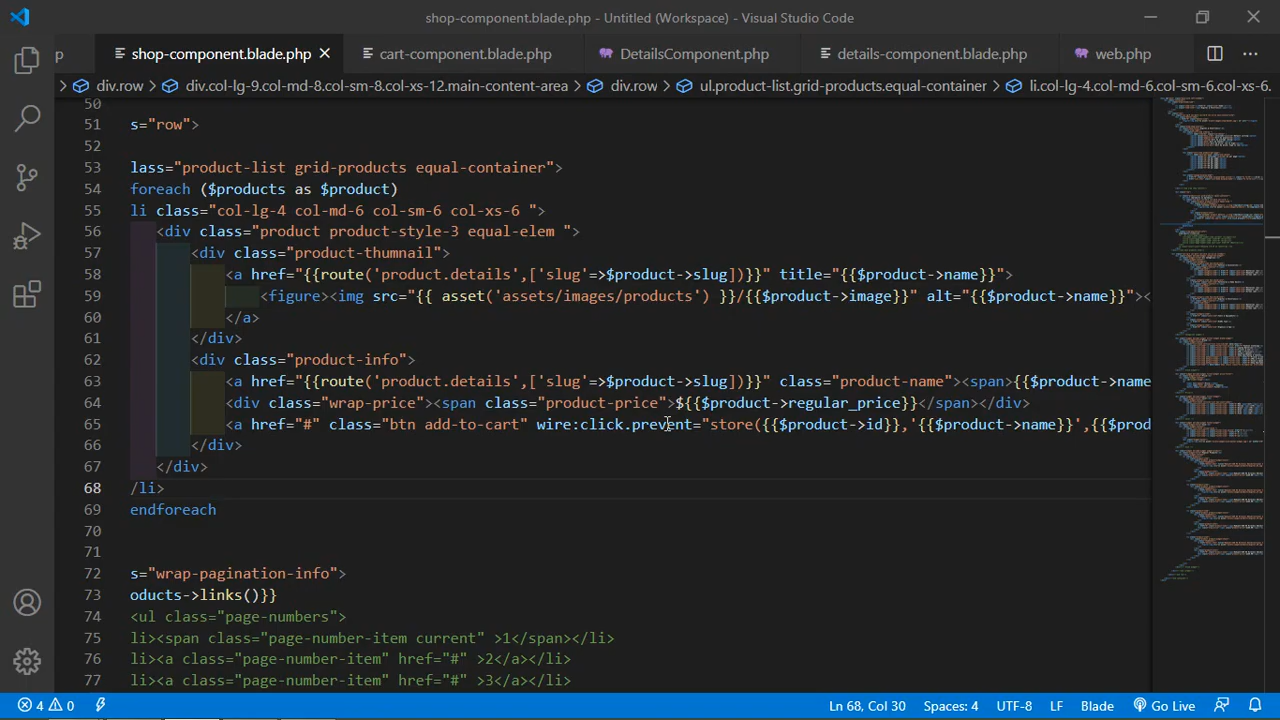 shop-component.blade.php - Untitled (Workspace) - Visual Studio Code
p shop-component.blade.php cart-component.blade.php DetailsComponent.php details-component.blade.php web.php
div.row > div.col-lg-9.col-md-8.col-sm-8.col-xs-12.main-content-area > div.row > ul.product-list.grid-products.equal-container > li.col-lg-4.col-md-6.col-sm-6.col-xs-6.
50
51 s="row">
52
53 lass="product-list grid-products equal-container">
54 foreach ($products as $product)
55 li class="col-lg-4 col-md-6 col-sm-6 col-xs-6 ">
56 <div class="product product-style-3 equal-elem ">
57 <div class="product-thumnail">
58 <a href="{{route('product.details',['slug'=>$product->slug])}}" title="{{$product->name}}">
59 <figure><img src="{{ asset('assets/images/products') }}/{{$product->image}}" alt="{{$product->name}}"><
60 </a>
61 </div>
62 <div class="product-info">
63 <a href="{{route('product.details',['slug'=>$product->slug])}}" class="product-name"><span>{{$product->name
64 <div class="wrap-price"><span class="product-price">${{$product->regular_price}}</span></div>
65 <a href="#" class="btn add-to-cart" wire:click.prevent="store({{$product->id}},'{{$product->name}}',{{$prod
66 </div>
67 </div>
68 /li>
69 endforeach
70
71
72 s="wrap-pagination-info">
73 oducts->links()}}
74 <ul class="page-numbers">
75 li><span class="page-number-item current" >1</span></li>
76 li><a class="page-number-item" href="#" >2</a></li>
77 li><a class="page-number-item" href="#" >3</a></li>
4 0 Ln 68, Col 30 Spaces: 4 UTF-8 LF Blade Go Live